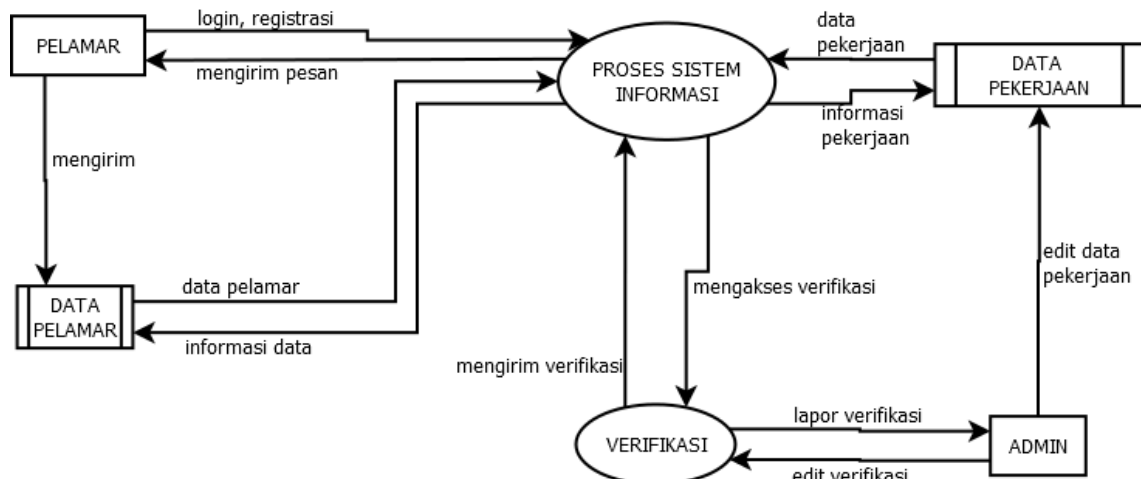 login, registrasi
PELAMAR
mengirim pesan
PROSES SISTEM
INFORMASI
data
pekerjaan
DATA
PEKERJAAN
informasi
pekerjaan
mengirim
data pelamar
DATA
PELAMAR
informasi data
mengakses verifikasi
edit data
pekerjaan
mengirim verifikasi
lapor verifikasi
VERIFIKASI
ADMIN
edit verifikasi